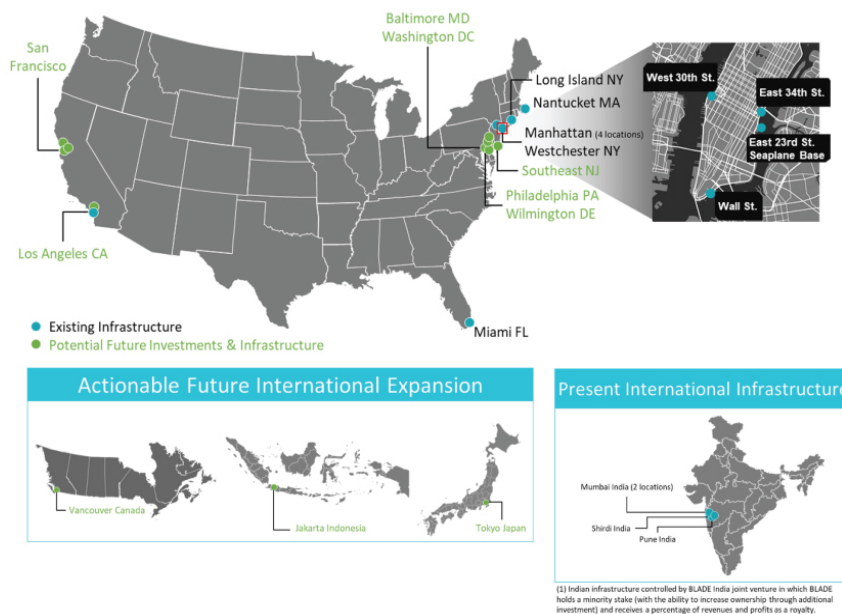 Baltimore MD
Washington DC
San
Francisco
Long Island NY
Nantucket MA
Manhattan (4 locations)
Westchester NY
Southeast NJ
Philadelphia PA
Wilmington DE
Los Angeles CA
Miami FL
West 30th St.
East 34th St.
East 23rd St.
Seaplane Base
Wall St.
Existing Infrastructure
Potential Future Investments & Infrastructure
Actionable Future International Expansion
Vancouver Canada
Jakarta Indonesia
Tokyo Japan
Present International Infrastructure
Mumbai India (2 locations)
Shirdi India
Pune India
(1) Indian infrastructure controlled by BLADE India joint venture in which BLADE
holds a minority stake (with the ability to increase ownership through additional
investment) and receives a percentage of revenues and profits as a royalty.